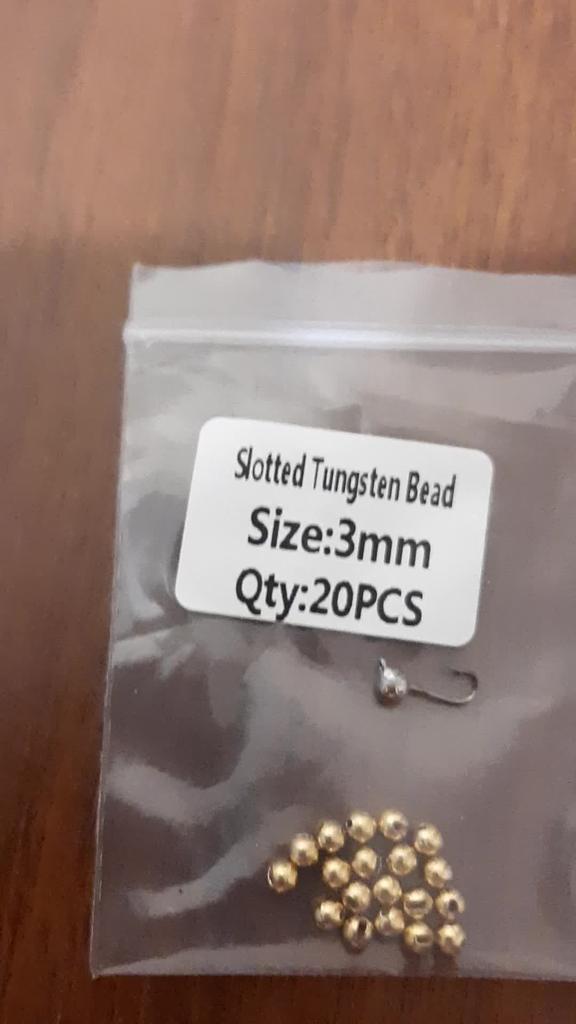 Slotted Tungsten Bead
Size:3mm
Qty:20PCS